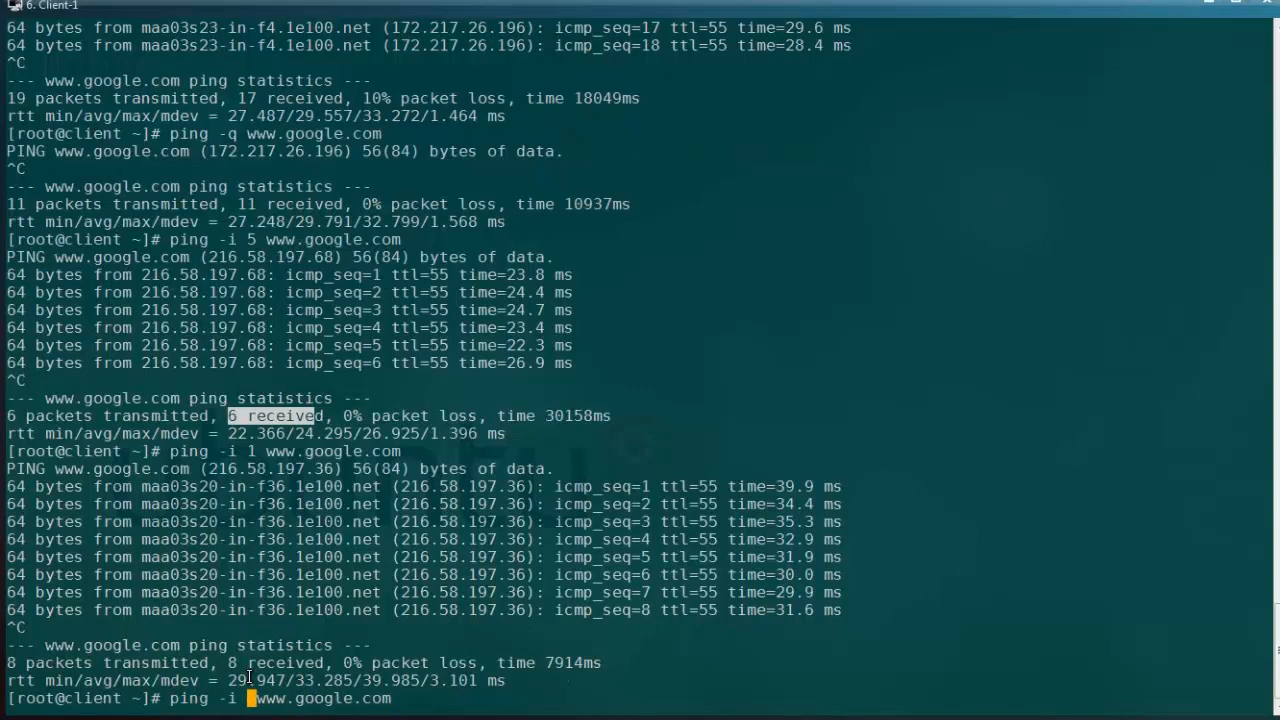 6. Client-1
64 bytes from maa03s23-in-f4.1e100.net (172.217.26.196): icmp_seq=17 ttl=55 time=29.6 ms
64 bytes from maa03s23-in-f4.1e100.net (172.217.26.196): icmp_seq=18 ttl=55 time=28.4 ms
^C
--- www.google.com ping statistics ---
19 packets transmitted, 17 received, 10% packet loss, time 18049ms
rtt min/avg/max/mdev = 27.487/29.557/33.272/1.464 ms
[root@client ~]# ping -q www.google.com
PING www.google.com (172.217.26.196) 56(84) bytes of data.
^C
--- www.google.com ping statistics ---
11 packets transmitted, 11 received, 0% packet loss, time 10937ms
rtt min/avg/max/mdev = 27.248/29.791/32.799/1.568 ms
[root@client ~]# ping -i 5 www.google.com
PING www.google.com (216.58.197.68) 56(84) bytes of data.
64 bytes from 216.58.197.68: icmp_seq=1 ttl=55 time=23.8 ms
64 bytes from 216.58.197.68: icmp_seq=2 ttl=55 time=24.4 ms
64 bytes from 216.58.197.68: icmp_seq=3 ttl=55 time=24.7 ms
64 bytes from 216.58.197.68: icmp_seq=4 ttl=55 time=23.4 ms
64 bytes from 216.58.197.68: icmp_seq=5 ttl=55 time=22.3 ms
64 bytes from 216.58.197.68: icmp_seq=6 ttl=55 time=26.9 ms
^C
--- www.google.com ping statistics ---
6 packets transmitted, 6 received, 0% packet loss, time 30158ms
rtt min/avg/max/mdev = 22.366/24.295/26.925/1.396 ms
[root@client ~]# ping -i 1 www.google.com
PING www.google.com (216.58.197.36) 56(84) bytes of data.
64 bytes from maa03s20-in-f36.1e100.net (216.58.197.36): icmp_seq=1 ttl=55 time=39.9 ms
64 bytes from maa03s20-in-f36.1e100.net (216.58.197.36): icmp_seq=2 ttl=55 time=34.4 ms
64 bytes from maa03s20-in-f36.1e100.net (216.58.197.36): icmp_seq=3 ttl=55 time=35.3 ms
64 bytes from maa03s20-in-f36.1e100.net (216.58.197.36): icmp_seq=4 ttl=55 time=32.9 ms
64 bytes from maa03s20-in-f36.1e100.net (216.58.197.36): icmp_seq=5 ttl=55 time=31.9 ms
64 bytes from maa03s20-in-f36.1e100.net (216.58.197.36): icmp_seq=6 ttl=55 time=30.0 ms
64 bytes from maa03s20-in-f36.1e100.net (216.58.197.36): icmp_seq=7 ttl=55 time=29.9 ms
64 bytes from maa03s20-in-f36.1e100.net (216.58.197.36): icmp_seq=8 ttl=55 time=31.6 ms
^C
--- www.google.com ping statistics ---
8 packets transmitted, 8 received, 0% packet loss, time 7914ms
rtt min/avg/max/mdev = 29.947/33.285/39.985/3.101 ms
[root@client ~]# ping -i www.google.com